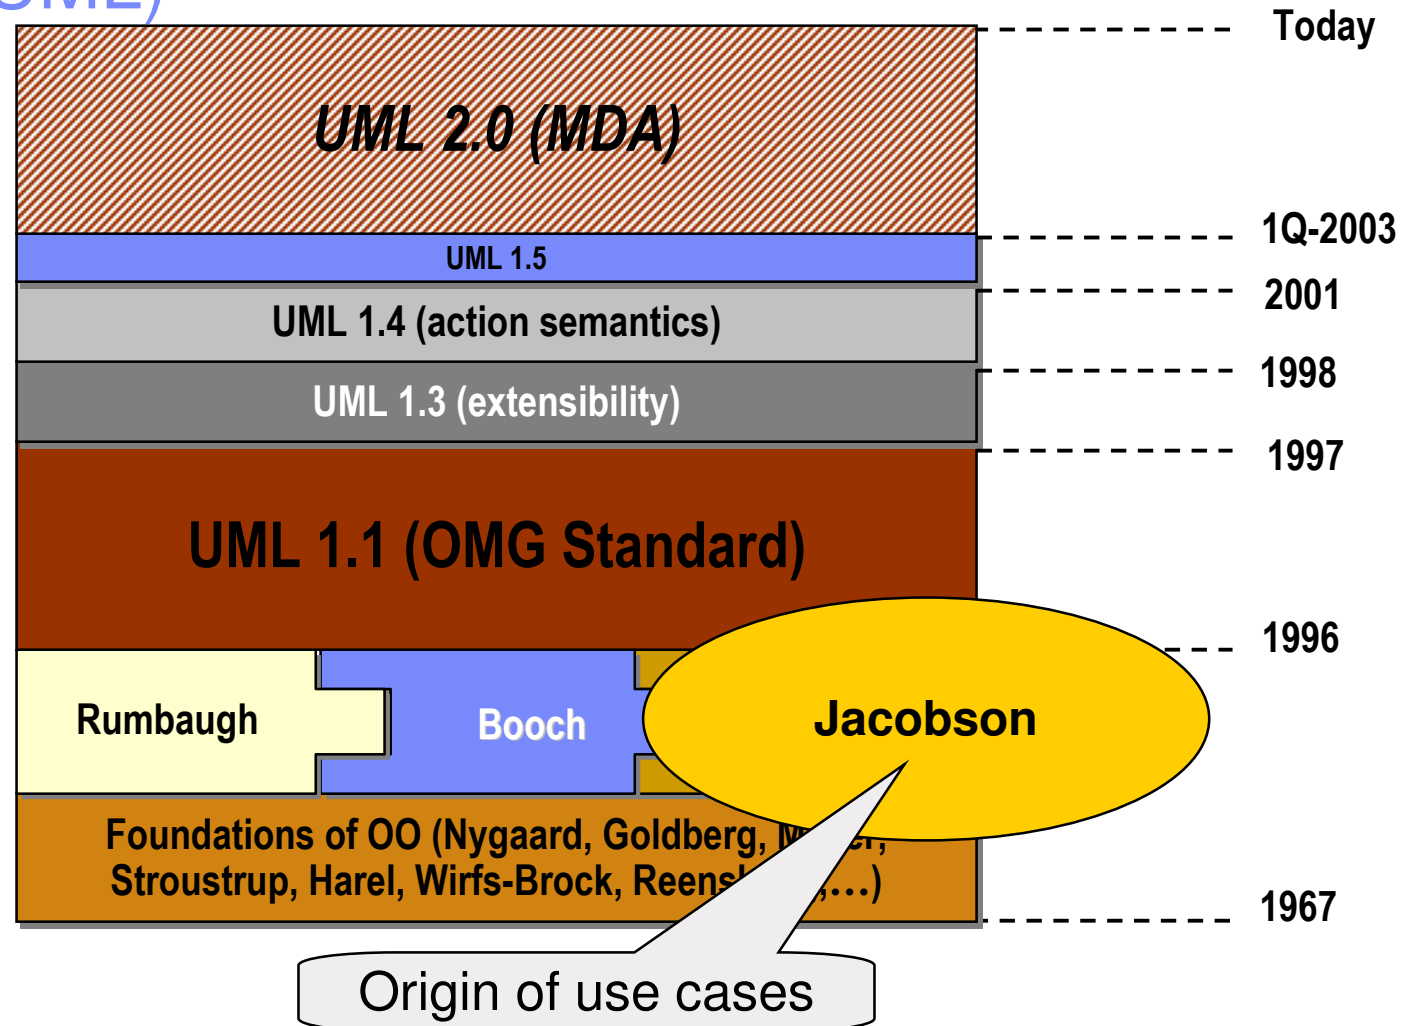 UML)
Today
UML 2.0 (MDA)
1Q-2003
UML 1.5
2001
UML 1.4 (action semantics)
1998
UML 1.3 (extensibility)
1997
UML 1.1 (OMG Standard)
1996
Rumbaugh
Booch
Jacobson
Foundations of OO (Nygaard, Goldberg,
Stroustrup, Harel, Wirfs-Brock, ,…)
1967
Origin of use cases